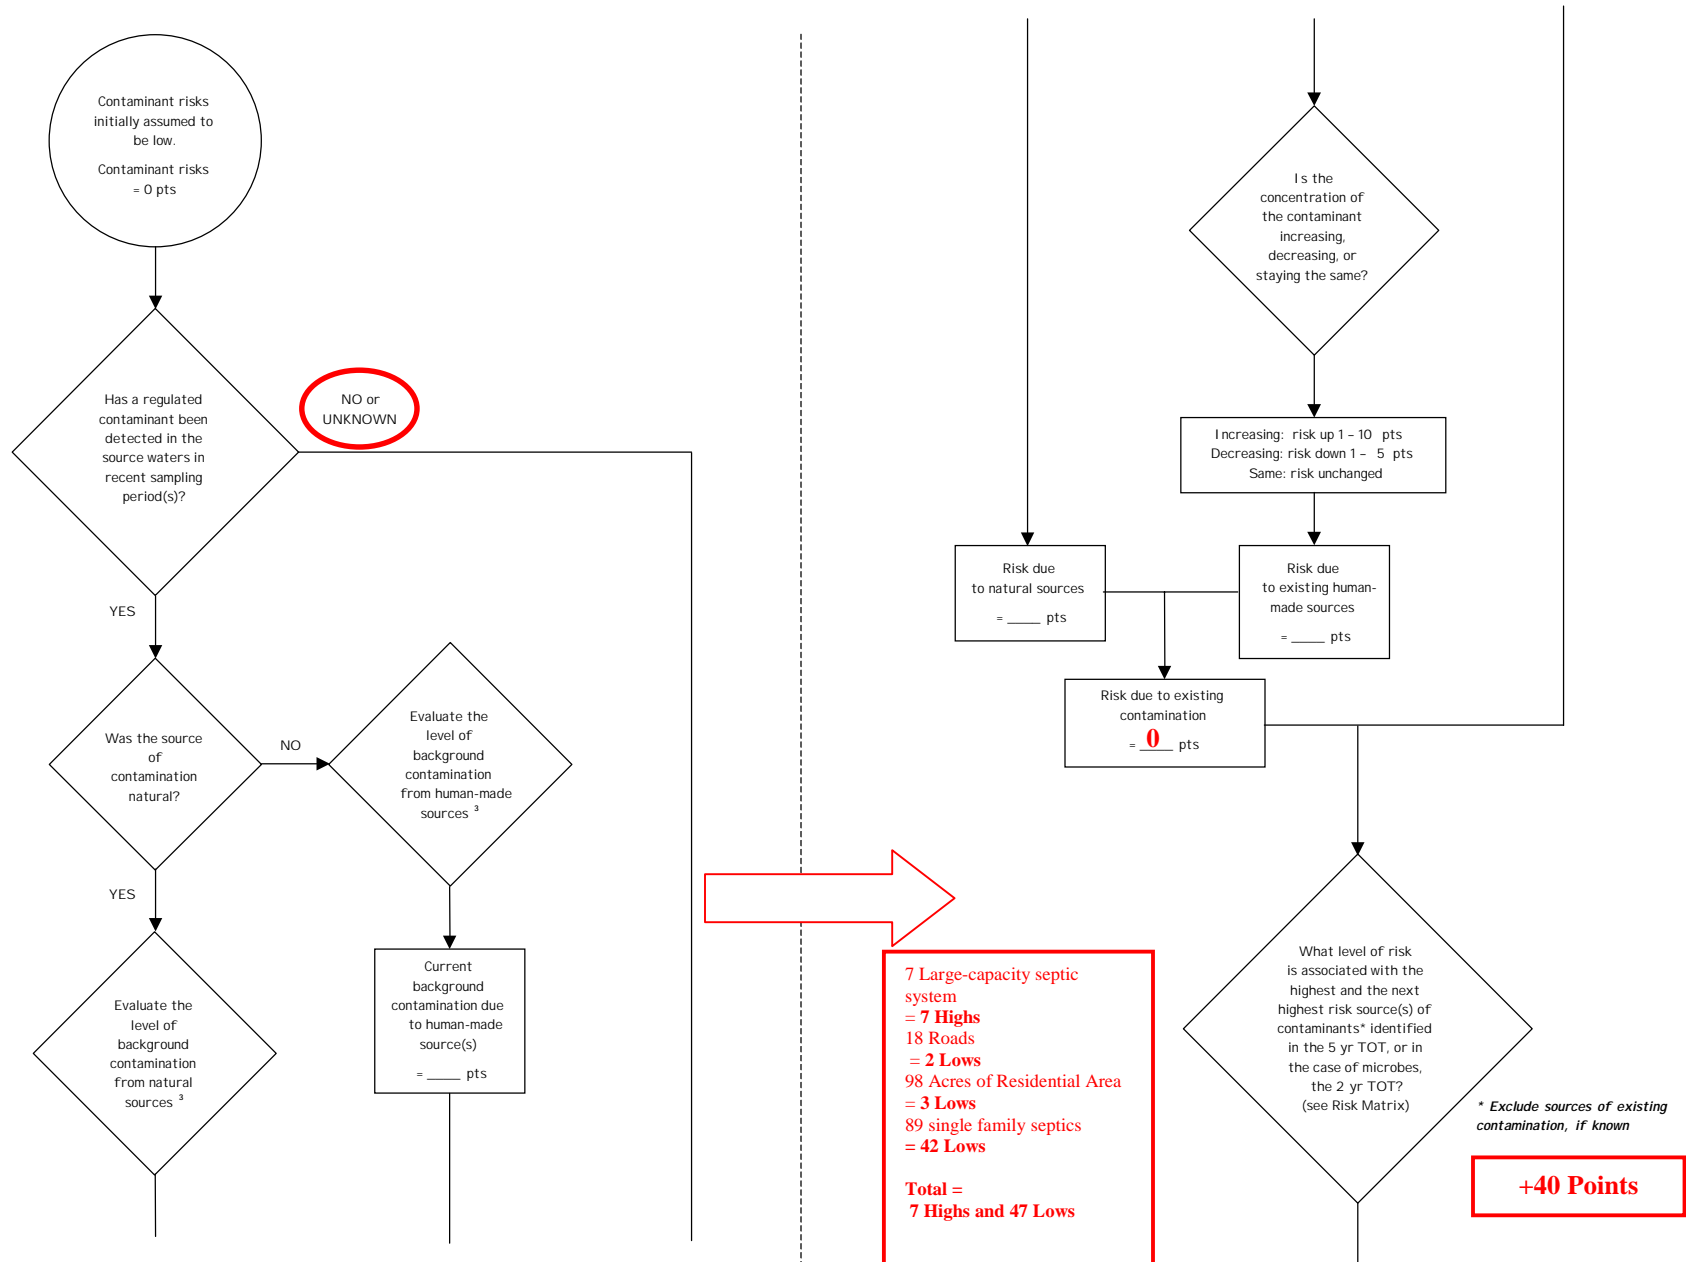 Contaminant risks
initially assumed to
be low.
Contaminant risks
= 0 pts
Has a regulated
contaminant been
detected in the
source waters in
recent sampling
period(s)?
NO or
UNKNOWN
YES
Was the source
of
contamination
natural?
NO
Evaluate the
level of
background
contamination
from human-made
sources ³
YES
Evaluate the
level of
background
contamination
from natural
sources ³
Current
background
contamination due
to human-made
source(s)
= _____ pts
Is the
concentration of
the contaminant
increasing,
decreasing, or
staying the same?
Increasing: risk up 1 – 10 pts
Decreasing: risk down 1 – 5 pts
Same: risk unchanged
Risk due
to natural sources
= _____ pts
Risk due
to existing human-
made sources
= _____ pts
Risk due to existing
contamination
= __0__ pts
7 Large-capacity septic
system
= 7 Highs
18 Roads
= 2 Lows
98 Acres of Residential Area
= 3 Lows
89 single family septics
= 42 Lows
Total =
7 Highs and 47 Lows
What level of risk
is associated with the
highest and the next
highest risk source(s) of
contaminants* identified
in the 5 yr TOT, or in
the case of microbes,
the 2 yr TOT?
(see Risk Matrix)
* Exclude sources of existing
contamination, if known
+40 Points